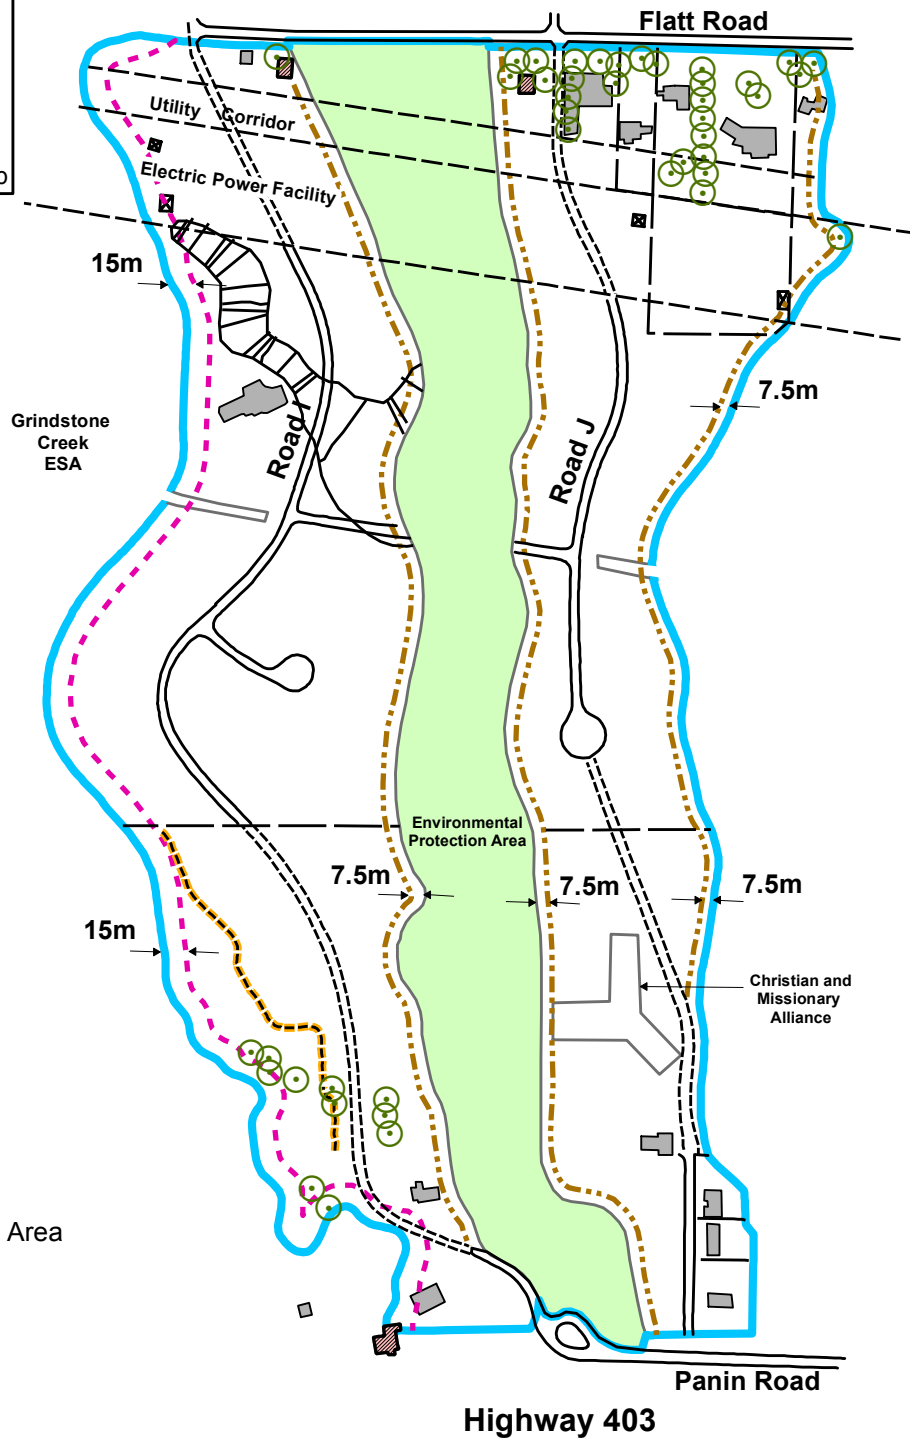 Flatt Road
Utility Corridor
Electric Power Facility
15m
7.5m
Grindstone
Creek
ESA
Road I
Road J
Environmental
Protection Area
7.5m
7.5m
7.5m
15m
Christian and
Missionary
Alliance
Area
Panin Road
Highway 403